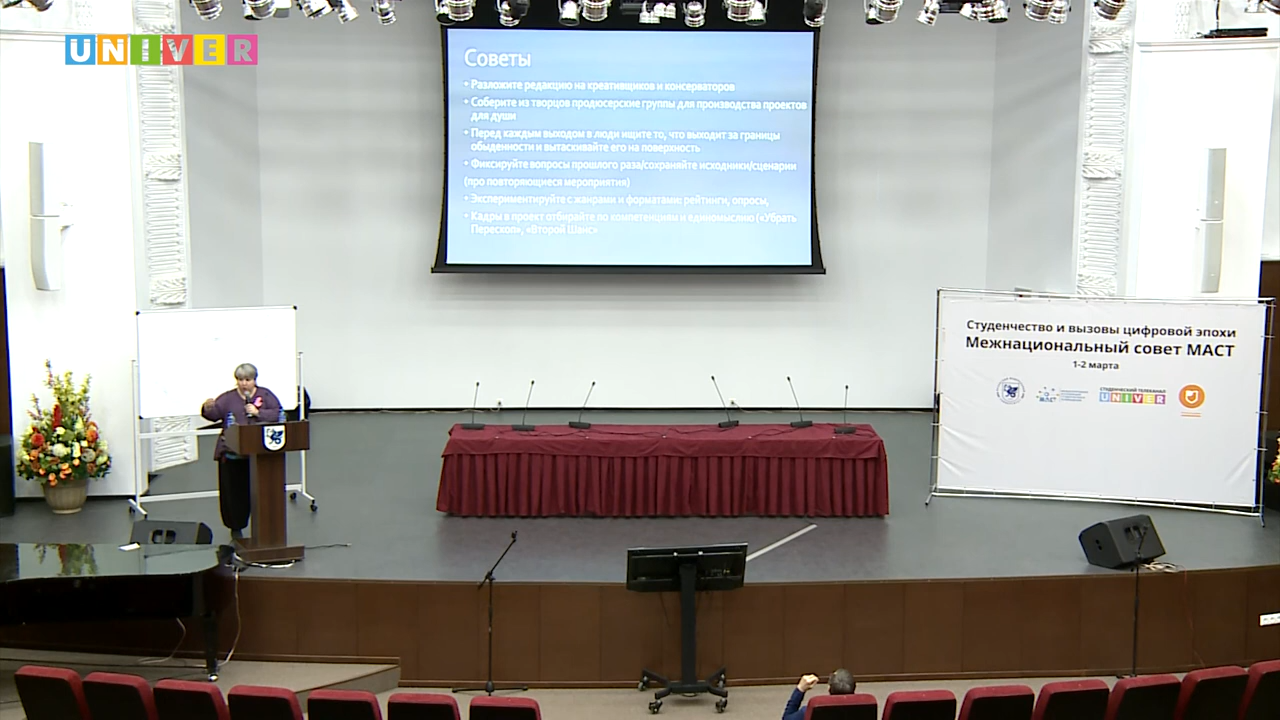 UNIVER
Советы
• Разложите редакцию на креативщиков и консерваторов
• Соберите из творцов продюсерские группы для производства проектов
для души
• Перед каждым выходом в люди ищите то, что выходит за границы
обыденности и вытаскивайте его на поверхность
• Фиксируйте вопросы прошлого раза/сохраняйте исходники/сценарии
(про повторяющиеся мероприятия)
• Экспериментируйте с жанрами и форматами: рейтинги, опросы,
• Кадры в проект отбирайте по компетенциям и единомыслию («Убрать
Перескоп», «Второй Шанс»
Студенчество и вызовы цифровой эпохи
Межнациональный совет МАСТ
1-2 марта
СТУДЕНЧЕСКИЙ ТЕЛЕКАНАЛ
UNIVER